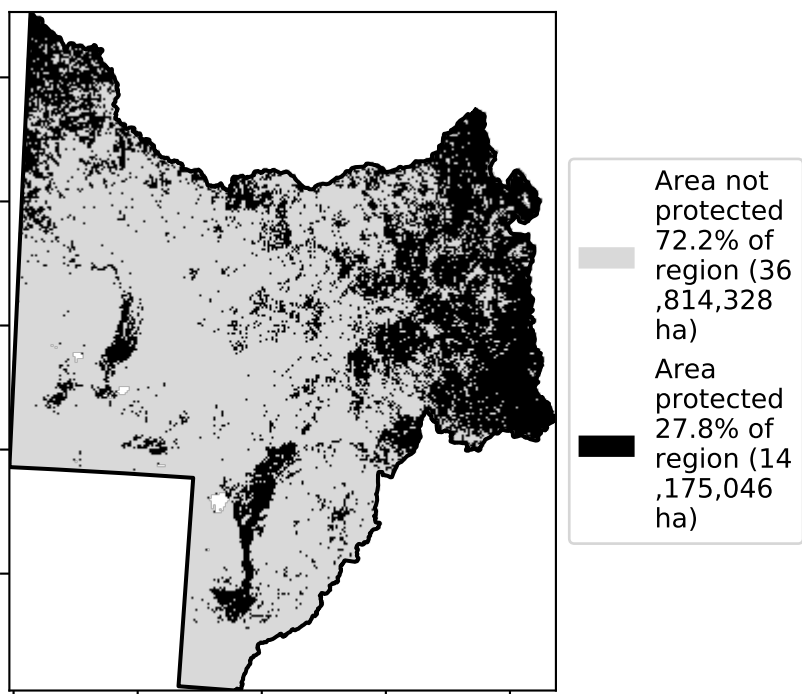 Area not
protected
72.2% of
region (36
,814,328
ha)
Area
protected
27.8% of
region (14
,175,046
ha)